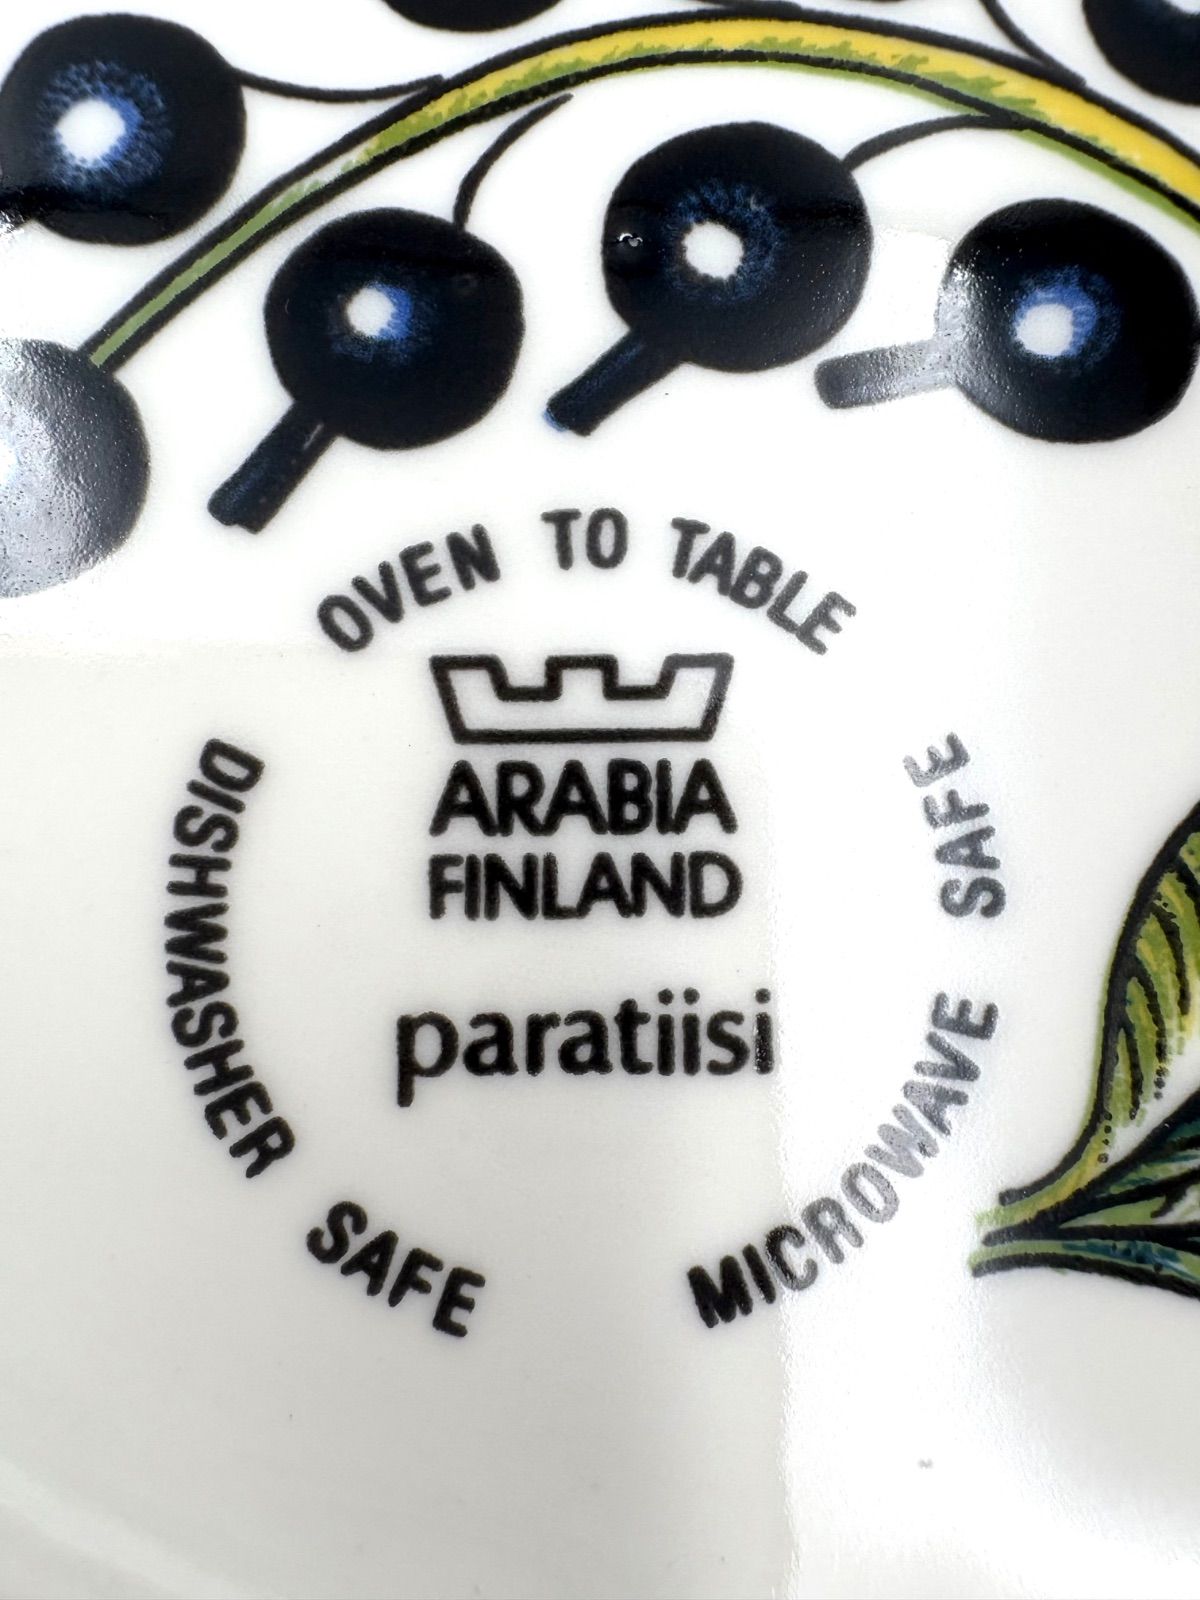 OVEN TO TABLE
ARABIA
FINLAND
paratiisi
DISHWASHER SAFE
MICROWAVE SAFE